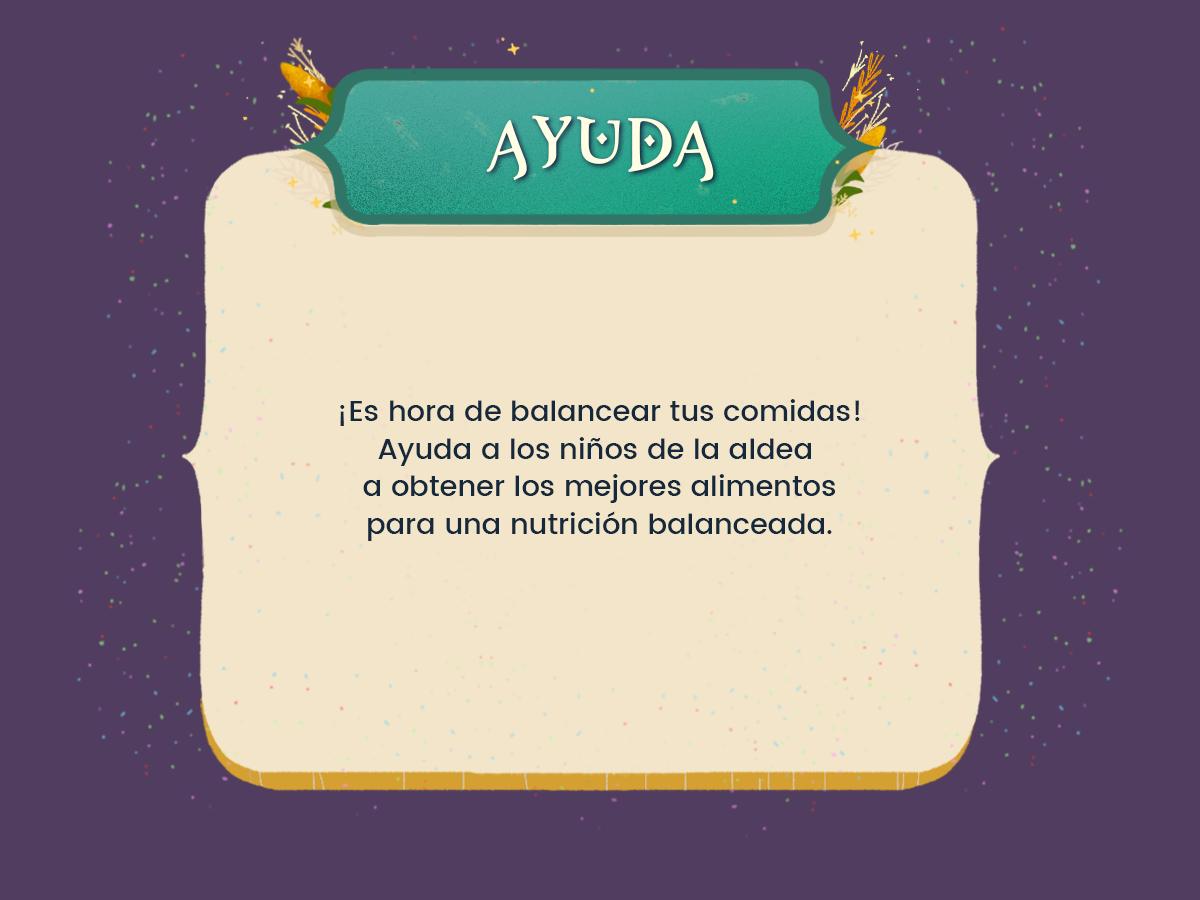 AYUDA
¡Es hora de balancear tus comidas!
Ayuda a los niños de la aldea
a obtener los mejores alimentos
para una nutrición balanceada.